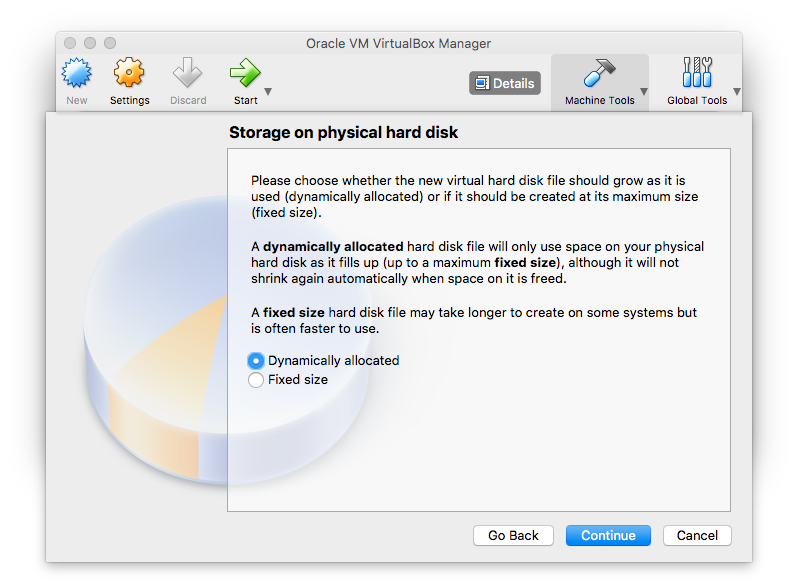 Oracle VM VirtualBox Manager
New
Settings
Discard
Start
Details
Machine Tools
Global Tools
Storage on physical hard disk
Please choose whether the new virtual hard disk file should grow as it is
used (dynamically allocated) or if it should be created at its maximum size
(fixed size).
A dynamically allocated hard disk file will only use space on your physical
hard disk as it fills up (up to a maximum fixed size), although it will not
shrink again automatically when space on it is freed.
A fixed size hard disk file may take longer to create on some systems but
is often faster to use.
Dynamically allocated
Fixed size
Go Back
Continue
Cancel